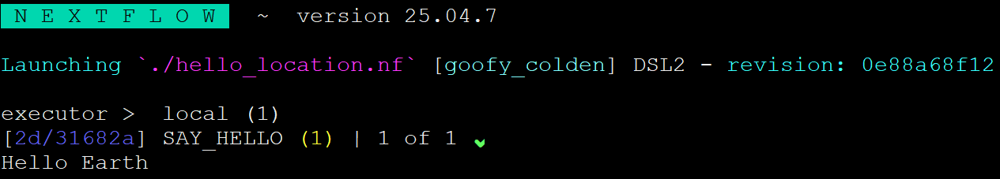 N E X T F L O W  ~  version 25.04.7
Launching `./hello_location.nf` [goofy_colden] DSL2 - revision: 0e88a68f12
executor >  local (1)
[2d/31682a] SAY_HELLO (1) | 1 of 1 ✔
Hello Earth